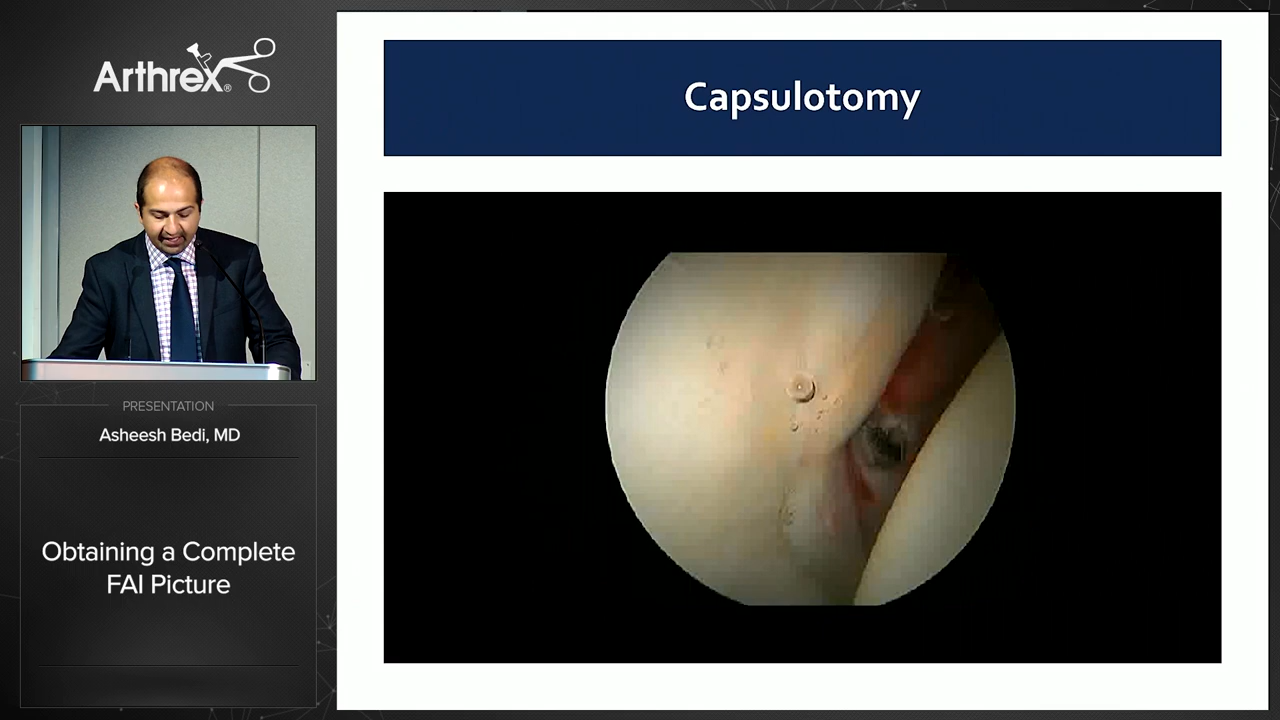 Arthrex®
PRESENTATION
Asheesh Bedi, MD
Obtaining a Complete
FAI Picture
Capsulotomy